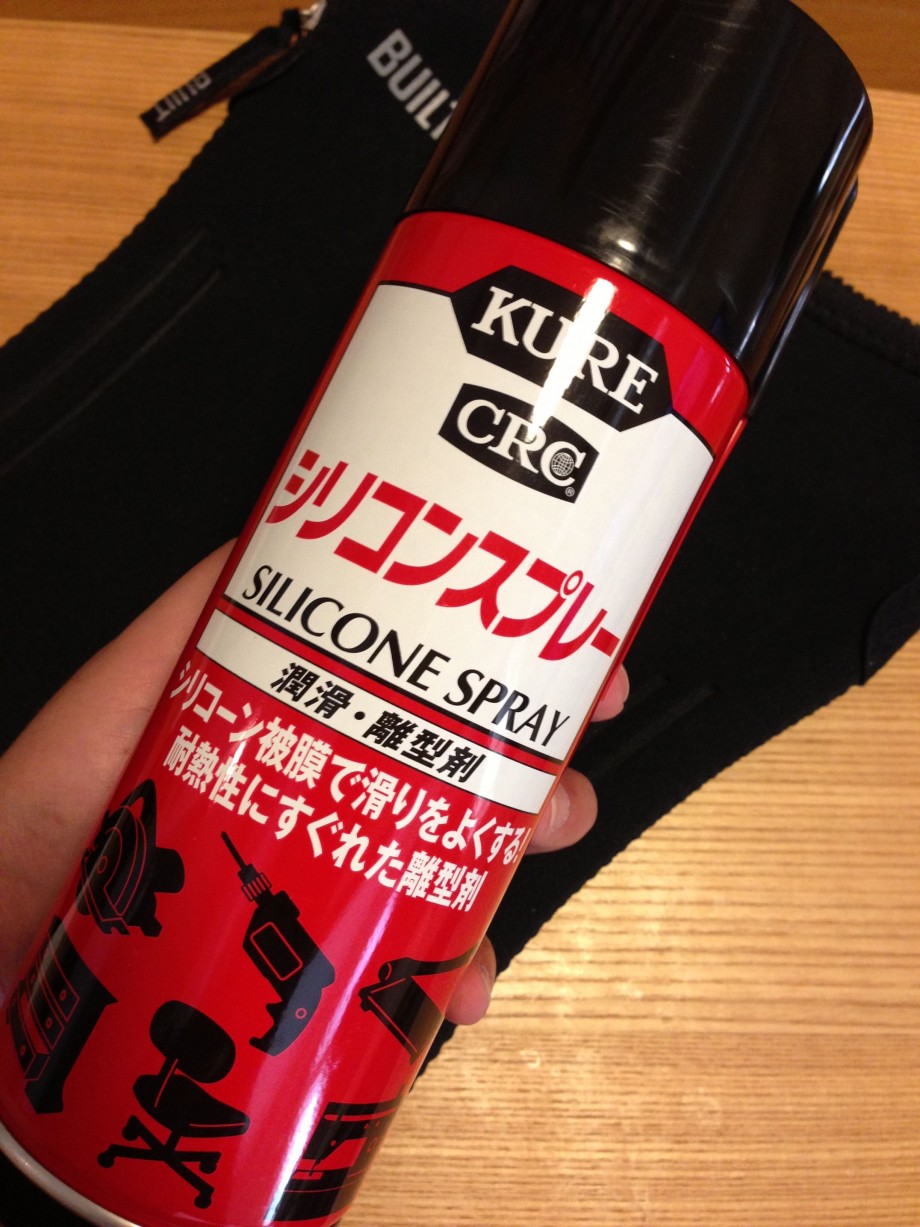 BUILT
BUILT
KURE
CRC
シリコンスプレー
SILICONE SPRAY
潤滑・離型剤
シリコーン被膜で滑りをよくする!
耐熱性にすぐれた離型剤